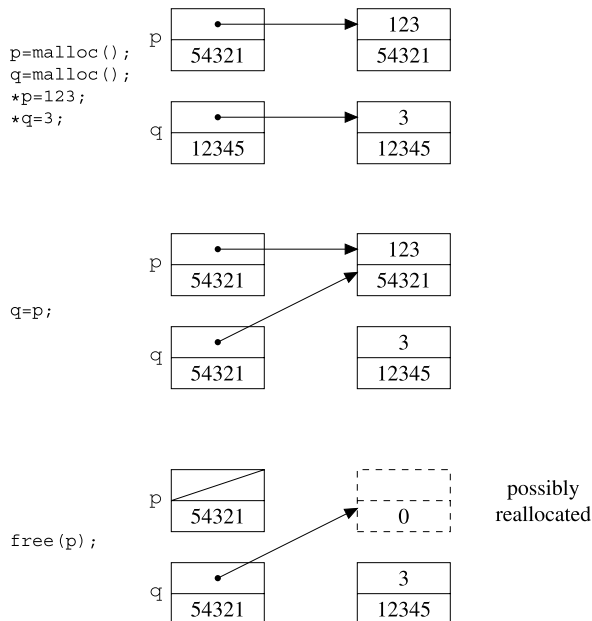 p=malloc();
q=malloc();
*p=123;
*q=3;
p
54321
123
54321
q
12345
3
12345
q=p;
p
54321
123
54321
q
54321
3
12345
free(p);
p
54321
0
possibly
reallocated
q
54321
3
12345